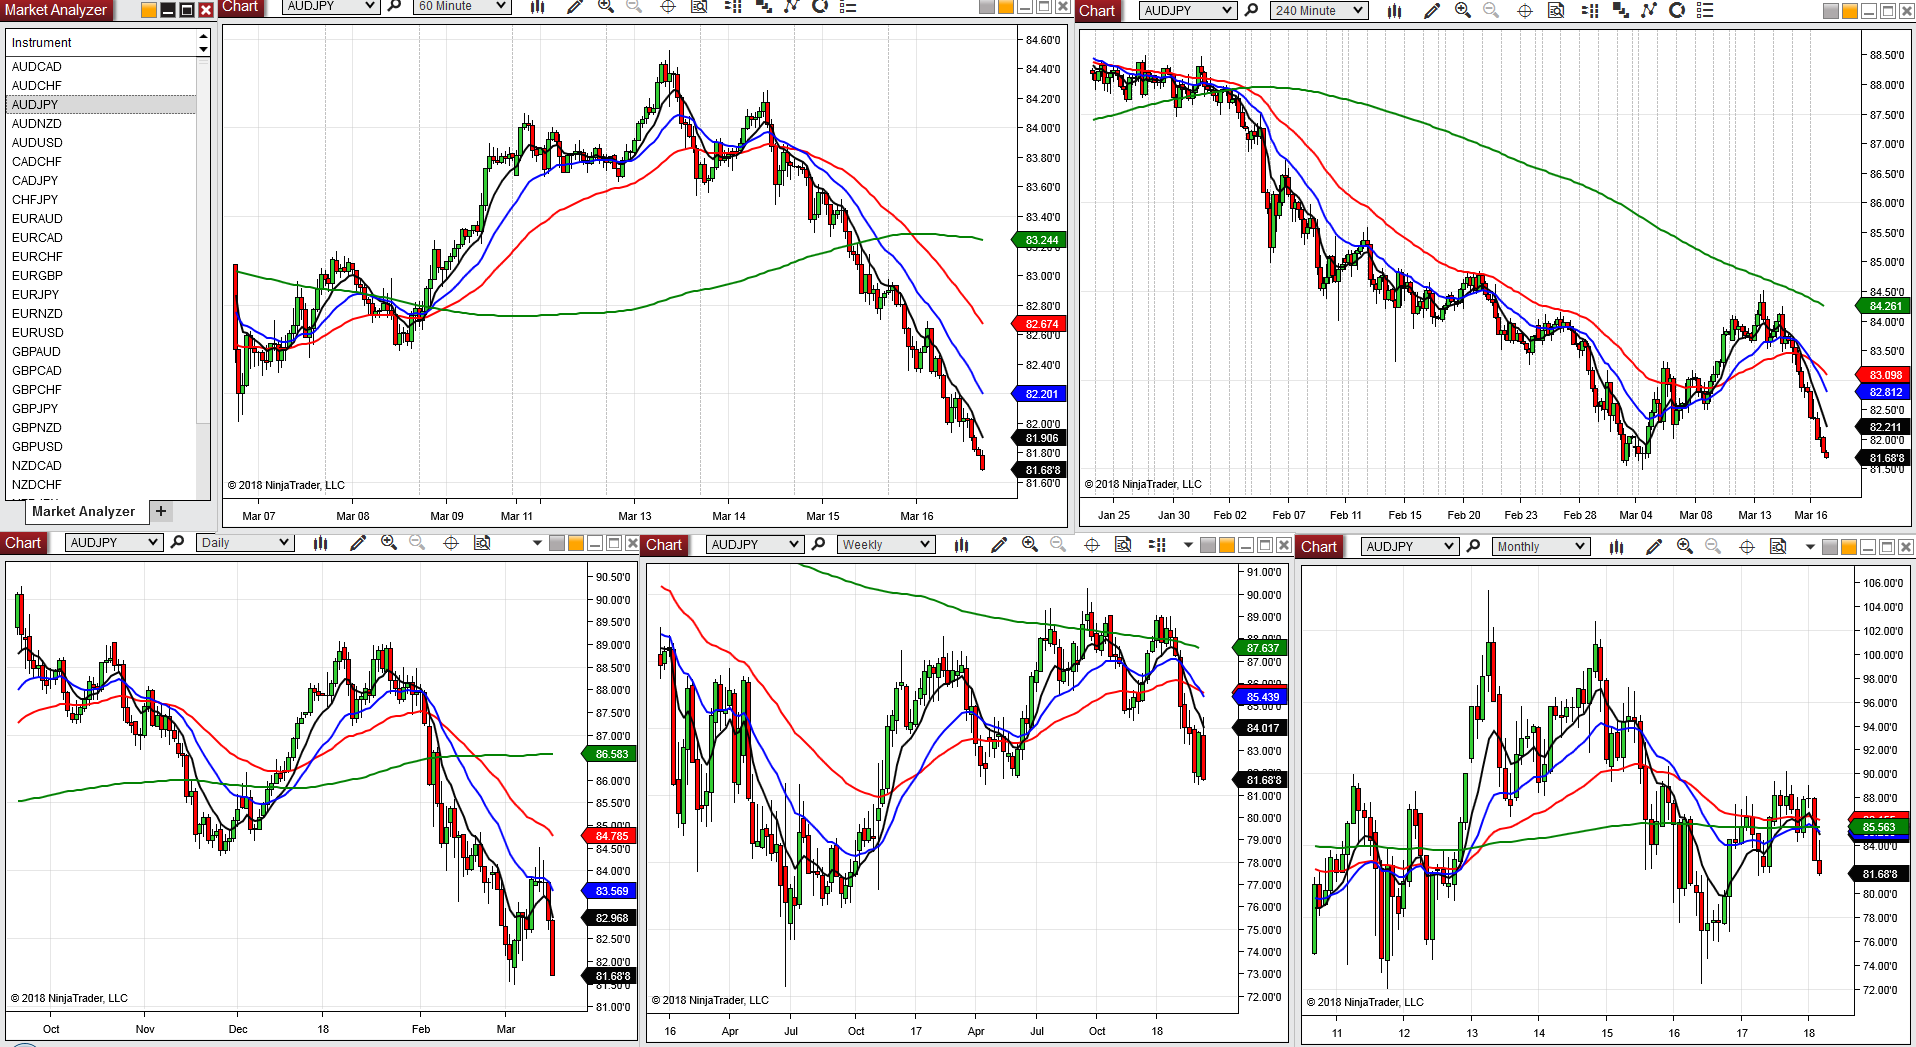 Market Analyzer
Instrument
AUDCAD
AUDCHF
AUDJPY
AUDNZD
AUDUSD
CADCHF
CADJPY
CHFJPY
EURAUD
EURCAD
EURCHF
EURGBP
EURJPY
EURNZD
EURUSD
GBPAUD
GBPCAD
GBPCHF
GBPJPY
GBPNZD
GBPUSD
NZDCAD
NZDCHF
Market Analyzer +
Chart AUDJPY 60 Minute
84.60'0
84.40'0
84.20'0
84.00'0
83.80'0
83.60'0
83.40'0
83.244
83.00'0
82.80'0
82.674
82.60'0
82.40'0
82.201
82.00'0
81.906
81.80'0
81.68'8
81.60'0
© 2018 NinjaTrader, LLC
Mar 07 Mar 08 Mar 09 Mar 11 Mar 13 Mar 14 Mar 15 Mar 16
Chart AUDJPY 240 Minute
88.50'0
88.00'0
87.50'0
87.00'0
86.50'0
86.00'0
85.50'0
85.00'0
84.50'0
84.261
84.00'0
83.50'0
83.098
82.812
82.50'0
82.211
82.00'0
81.68'8
81.50'0
© 2018 NinjaTrader, LLC
Jan 25 Jan 30 Feb 02 Feb 07 Feb 11 Feb 15 Feb 20 Feb 23 Feb 28 Mar 04 Mar 08 Mar 13 Mar 16
Chart AUDJPY Daily
90.50'0
90.00'0
89.50'0
89.00'0
88.50'0
88.00'0
87.50'0
87.00'0
86.583
86.00'0
85.50'0
84.785
84.50'0
84.00'0
83.569
82.968
82.50'0
82.00'0
81.68'8
81.50'0
81.00'0
© 2018 NinjaTrader, LLC
Oct Nov Dec 18 Feb Mar
Chart AUDJPY Weekly
91.00'0
90.00'0
89.00'0
87.637
87.00'0
85.439
85.00'0
84.017
83.00'0
81.68'8
81.00'0
80.00'0
79.00'0
78.00'0
77.00'0
76.00'0
75.00'0
74.00'0
73.00'0
72.00'0
© 2018 NinjaTrader, LLC
16 Apr Jul Oct 17 Apr Jul Oct 18
Chart AUDJPY Monthly
106.00'0
104.00'0
102.00'0
100.00'0
98.00'0
96.00'0
94.00'0
92.00'0
90.00'0
88.00'0
85.563
84.00'0
81.68'8
80.00'0
78.00'0
76.00'0
74.00'0
72.00'0
© 2018 NinjaTrader, LLC
11 12 13 14 15 16 17 18